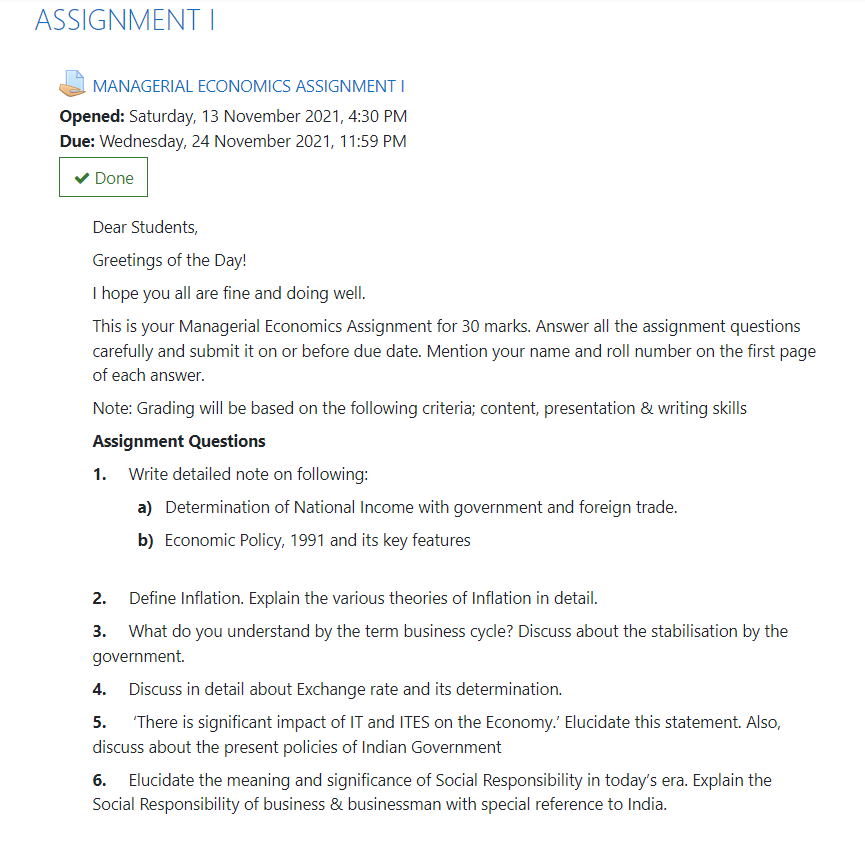 ASSIGNMENT I
MANAGERIAL ECONOMICS ASSIGNMENT I
Opened: Saturday, 13 November 2021, 4:30 PM
Due: Wednesday, 24 November 2021, 11:59 PM
Done
Dear Students,
Greetings of the Day!
I hope you all are fine and doing well.
This is your Managerial Economics Assignment for 30 marks. Answer all the assignment questions
carefully and submit it on or before due date. Mention your name and roll number on the first page
of each answer.
Note: Grading will be based on the following criteria; content, presentation & writing skills
Assignment Questions
1. Write detailed note on following:
a) Determination of National Income with government and foreign trade.
b) Economic Policy, 1991 and its key features
2. Define Inflation. Explain the various theories of Inflation in detail.
3. What do you understand by the term business cycle? Discuss about the stabilisation by the
government.
4. Discuss in detail about Exchange rate and its determination.
5. ‘There is significant impact of IT and ITES on the Economy.’ Elucidate this statement. Also,
discuss about the present policies of Indian Government
6. Elucidate the meaning and significance of Social Responsibility in today’s era. Explain the
Social Responsibility of business & businessman with special reference to India.